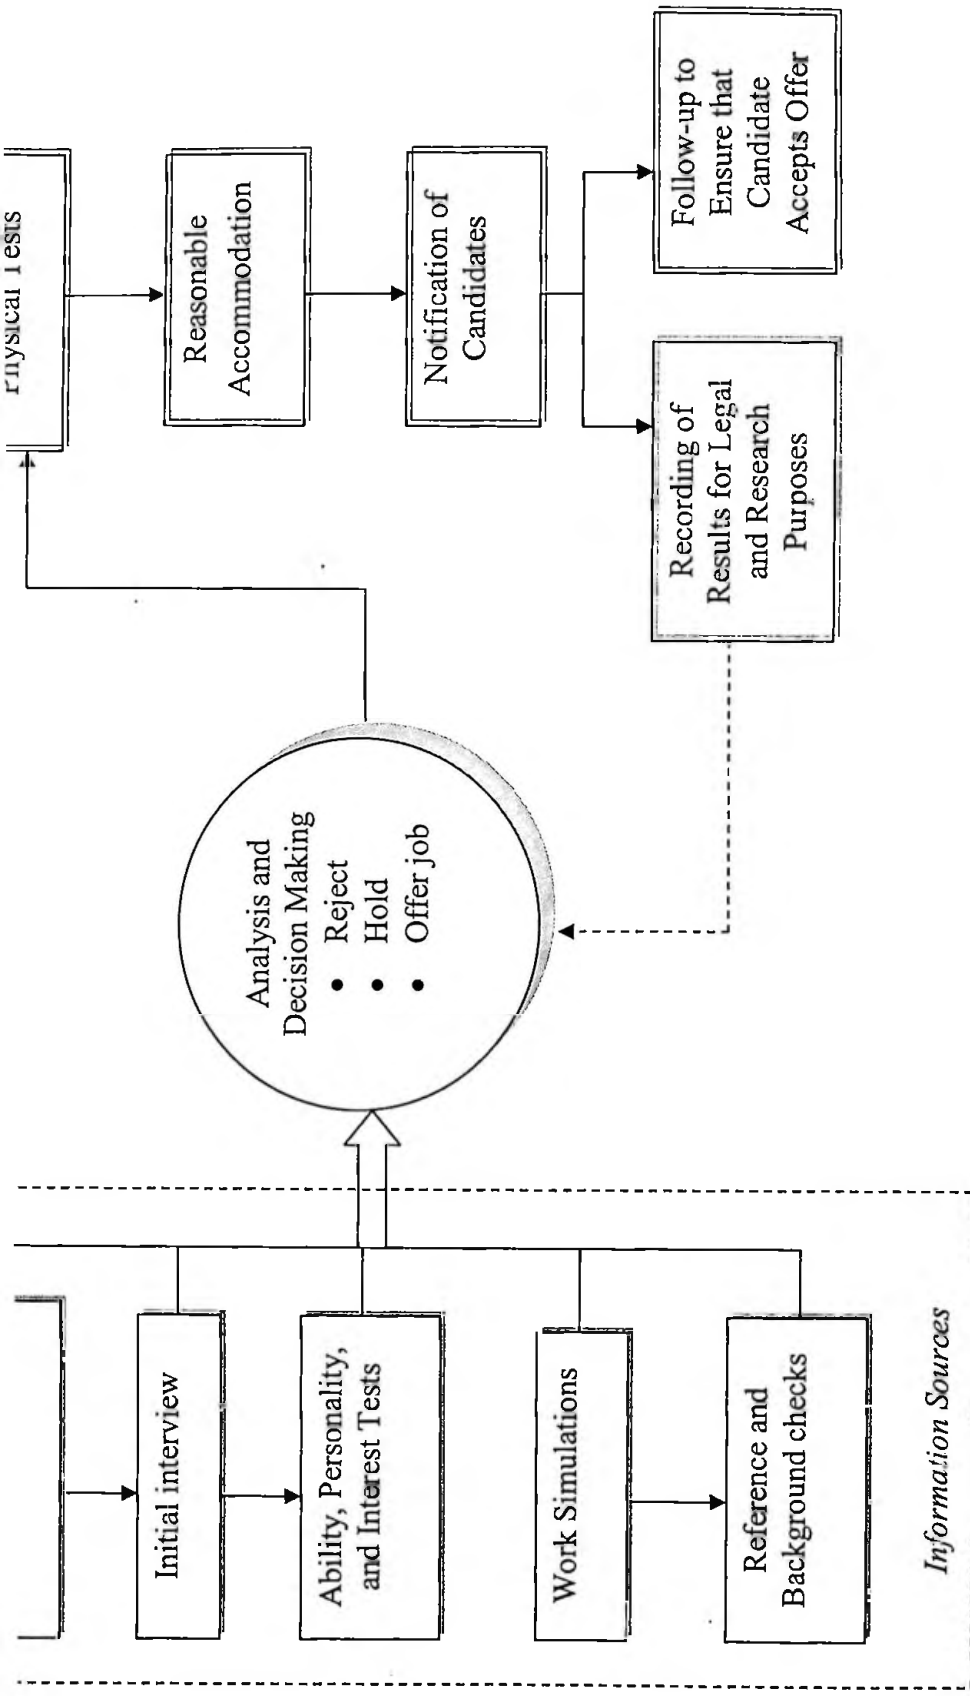 Initial interview
Ability, Personality,
and Interest Tests
Work Simulations
Reference and
Background checks
Information Sources
Analysis and
Decision Making
• Reject
• Hold
• Offer job
Physical Tests
Reasonable
Accommodation
Notification of
Candidates
Recording of
Results for Legal
and Research
Purposes
Follow-up to
Ensure that
Candidate
Accepts Offer